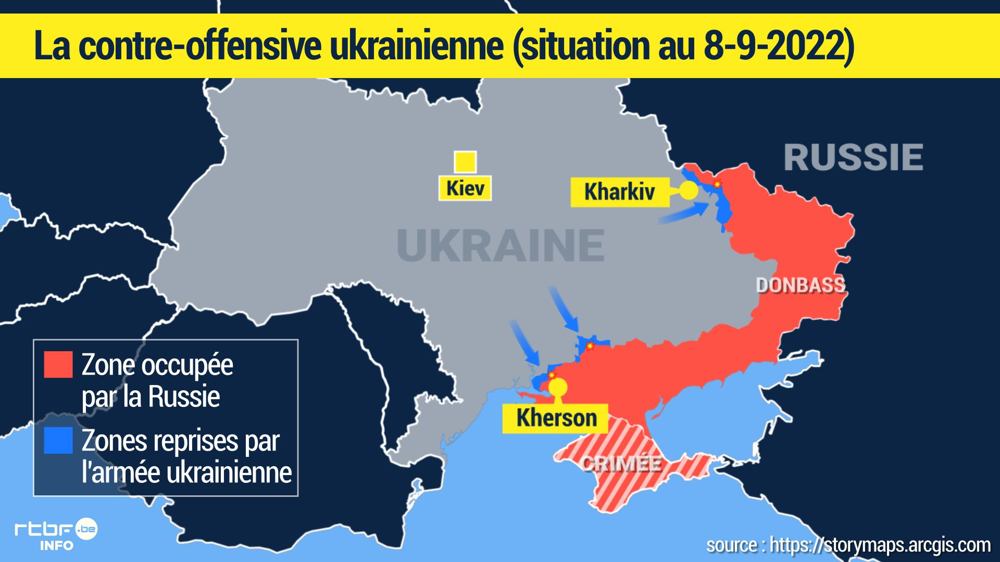 La contre-offensive ukrainienne (situation au 8-9-2022)
RUSSIE
Kiev
Kharkiv
UKRAINE
DONBASS
Zone occupée
par la Russie
Zones reprises par
l'armée ukrainienne
Kherson
CRIMÉE
rtbf.be
INFO
source : https://storymaps.arcgis.com